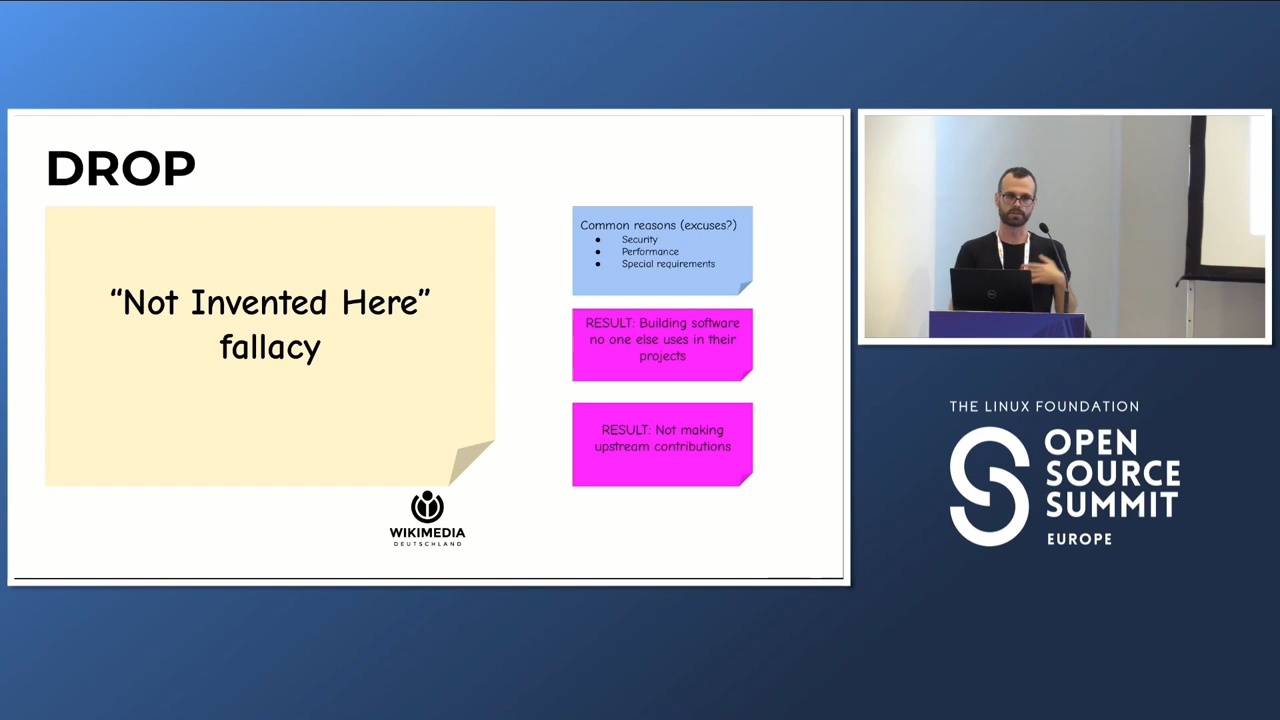 DROP
“Not Invented Here”
fallacy
Common reasons (excuses?)
● Security
● Performance
● Special requirements
RESULT: Building software
no one else uses in their
projects
RESULT: Not making
upstream contributions
WIKIMEDIA
DEUTSCHLAND
THE LINUX FOUNDATION
OPEN
SOURCE
SUMMIT
EUROPE